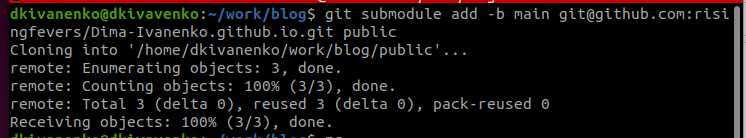 dkivanenko@dkivavenko:~/work/blog$ git submodule add -b main git@github.com:risi
ngfevers/Dima-Ivanenko.github.io.git public
Cloning into '/home/dkivanenko/work/blog/public'...
remote: Enumerating objects: 3, done.
remote: Counting objects: 100% (3/3), done.
remote: Total 3 (delta 0), reused 3 (delta 0), pack-reused 0
Receiving objects: 100% (3/3), done.